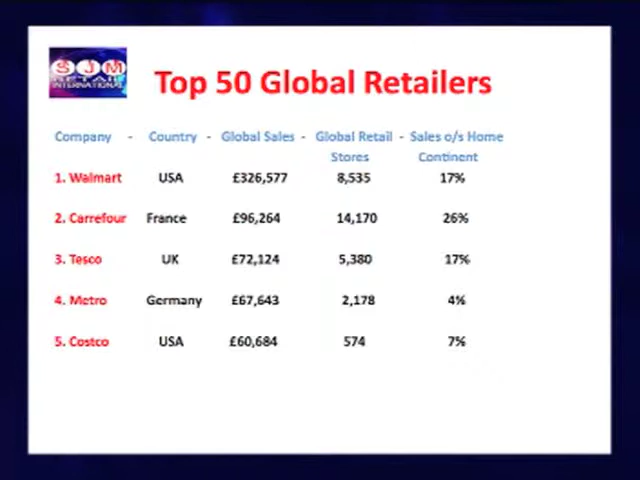 SJM
RETAIL
INTERNATIONAL
Top 50 Global Retailers
Company - Country - Global Sales - Global Retail - Sales o/s Home
Stores Continent
1. Walmart USA £326,577 8,535 17%
2. Carrefour France £96,264 14,170 26%
3. Tesco UK £72,124 5,380 17%
4. Metro Germany £67,643 2,178 4%
5. Costco USA £60,684 574 7%